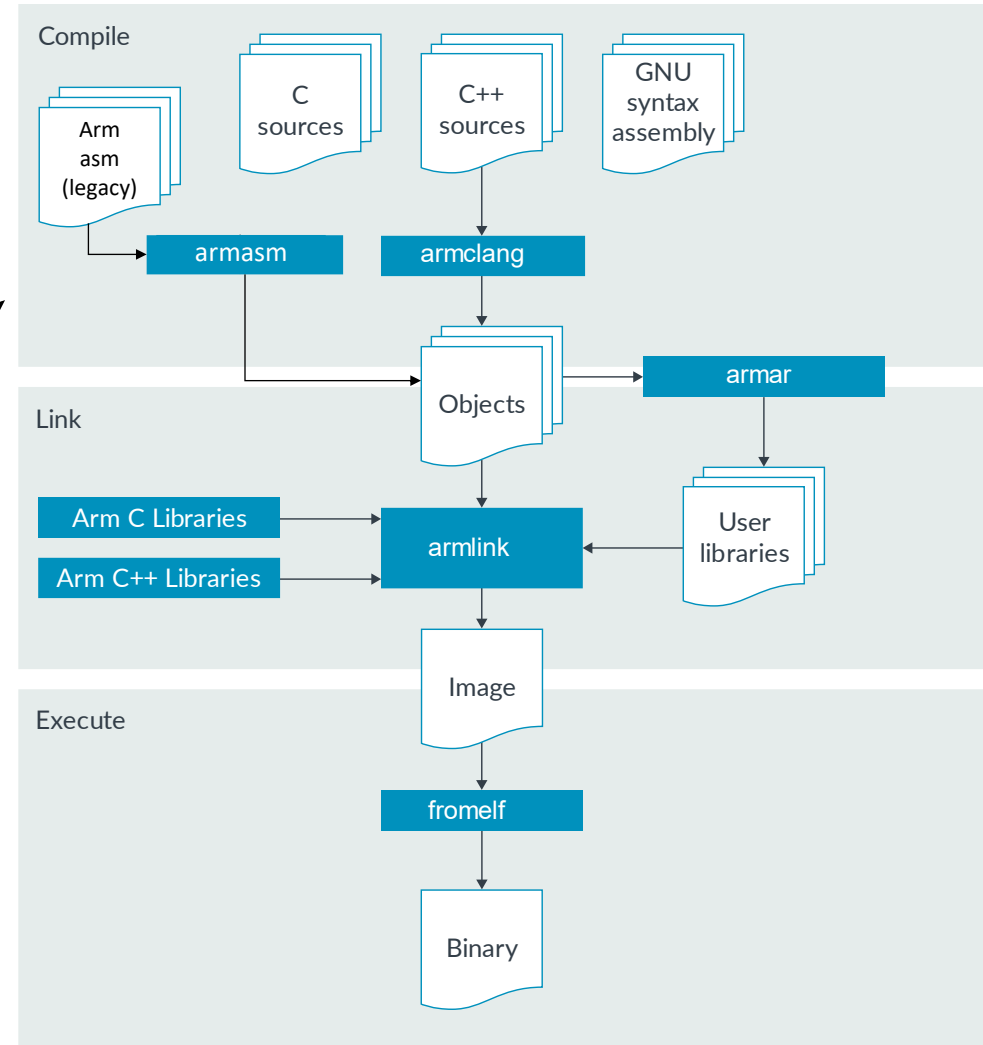 Compile
C
sources
C++
sources
GNU
syntax
assembly
Arm
asm
(legacy)
armasm
armclang
armar
Objects
Link
Arm C Libraries
Arm C++ Libraries
armlink
User
libraries
Image
Execute
fromelf
Binary